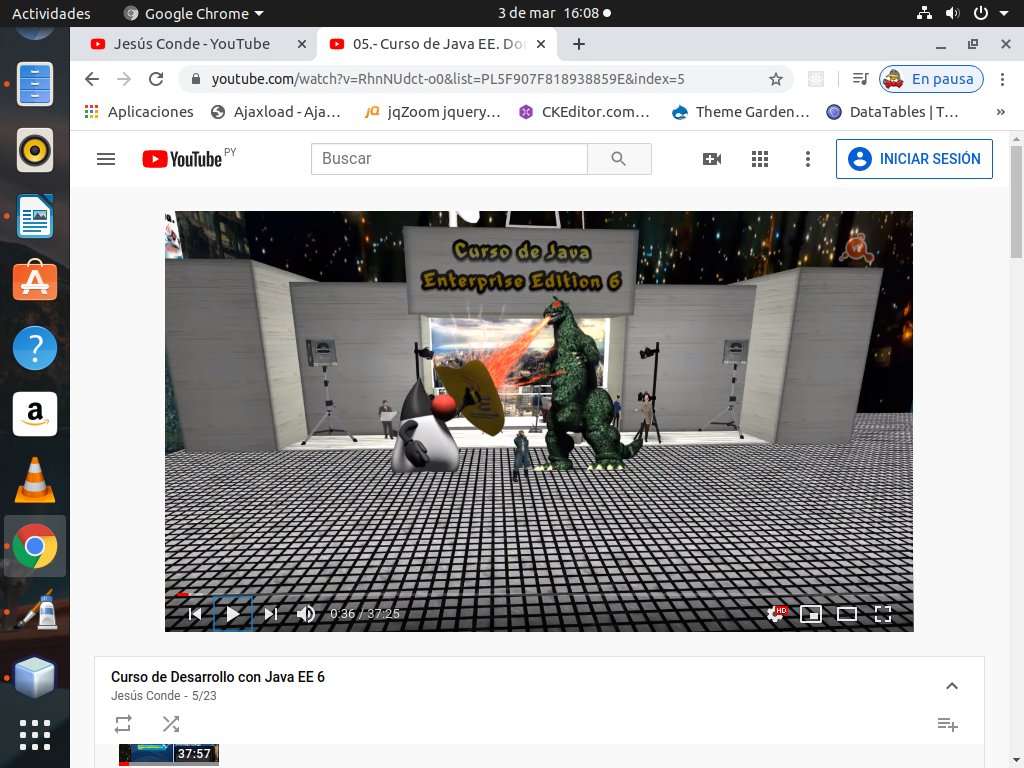 Actividades
Google Chrome
3 de mar 16:08
Jesús Conde - YouTube
05.- Curso de Java EE. Dor
youtube.com/watch?v=RhnNUdct-o0&list=PL5F907F818938859E&index=5
En pausa
Aplicaciones
Ajaxload - Aja...
jqZoom jquery...
CKEditor.com...
Theme Garden...
DataTables | T...
»
YouTube PY
Buscar
INICIAR SESIÓN
Curso de Java
Enterprise Edition 6
0:36 / 37:25
HD
Curso de Desarrollo con Java EE 6
Jesús Conde - 5/23
37:57